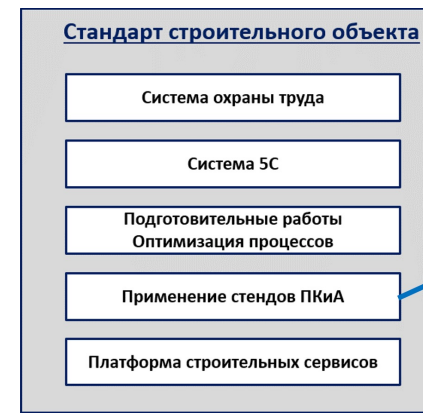 Стандарт строительного объекта
Система охраны труда
Система 5С
Подготовительные работы
Оптимизация процессов
Применение стендов ПКиА
Платформа строительных сервисов